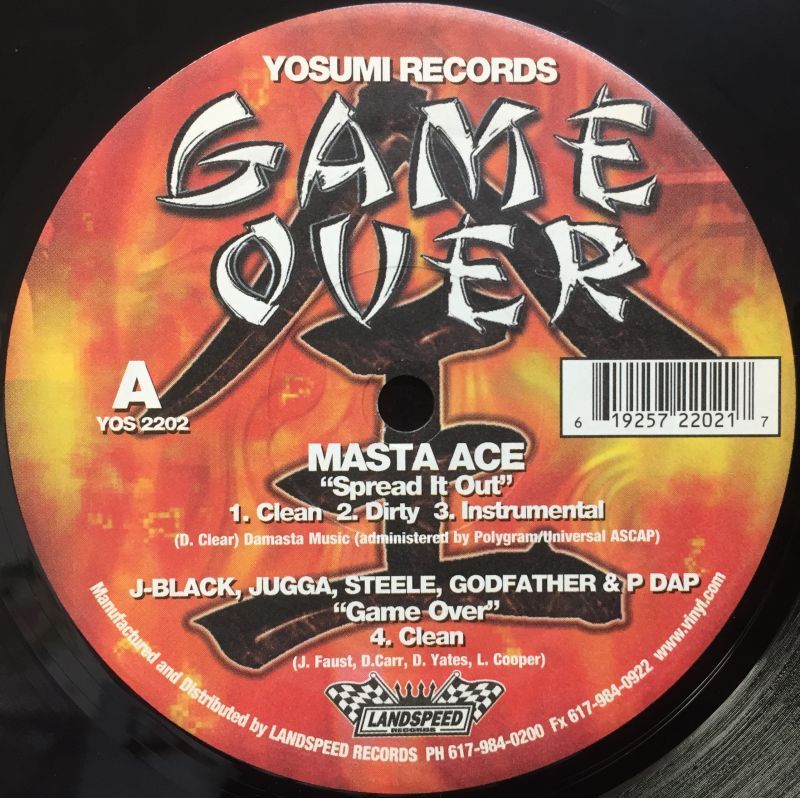 YOSUMI RECORDS
GAME
OVER
A
YOS 2202
6 19257 22021 7
MASTA ACE
“Spread It Out”
1. Clean 2. Dirty 3. Instrumental
(D. Clear) Damasta Music (administered by Polygram/Universal ASCAP)
J-BLACK, JUGGA, STEELE, GODFATHER & P DAP
“Game Over”
4. Clean
(J. Faust, D.Carr, D. Yates, L. Cooper)
LANDSPEED
RECORDS
Manufactured and Distributed by LANDSPEED RECORDS PH 617-984-0200 Fx 617-984-0922 www.vinyl.com